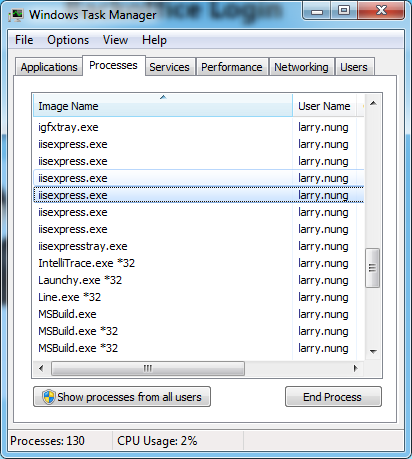 Office Login
Windows Task Manager
File Options View Help
Applications Processes Services Performance Networking Users
Image Name User Name
igfxtray.exe larry.nung
iisexpress.exe larry.nung
iisexpress.exe larry.nung
iisexpress.exe larry.nung
iisexpress.exe larry.nung
iisexpress.exe larry.nung
iisexpress.exe larry.nung
iisexpresstray.exe larry.nung
IntelliTrace.exe *32 larry.nung
Launchy.exe *32 larry.nung
Line.exe *32 larry.nung
MSBuild.exe larry.nung
MSBuild.exe *32 larry.nung
MSBuild.exe *32 larry.nung
Show processes from all users End Process
Processes: 130 CPU Usage: 2%